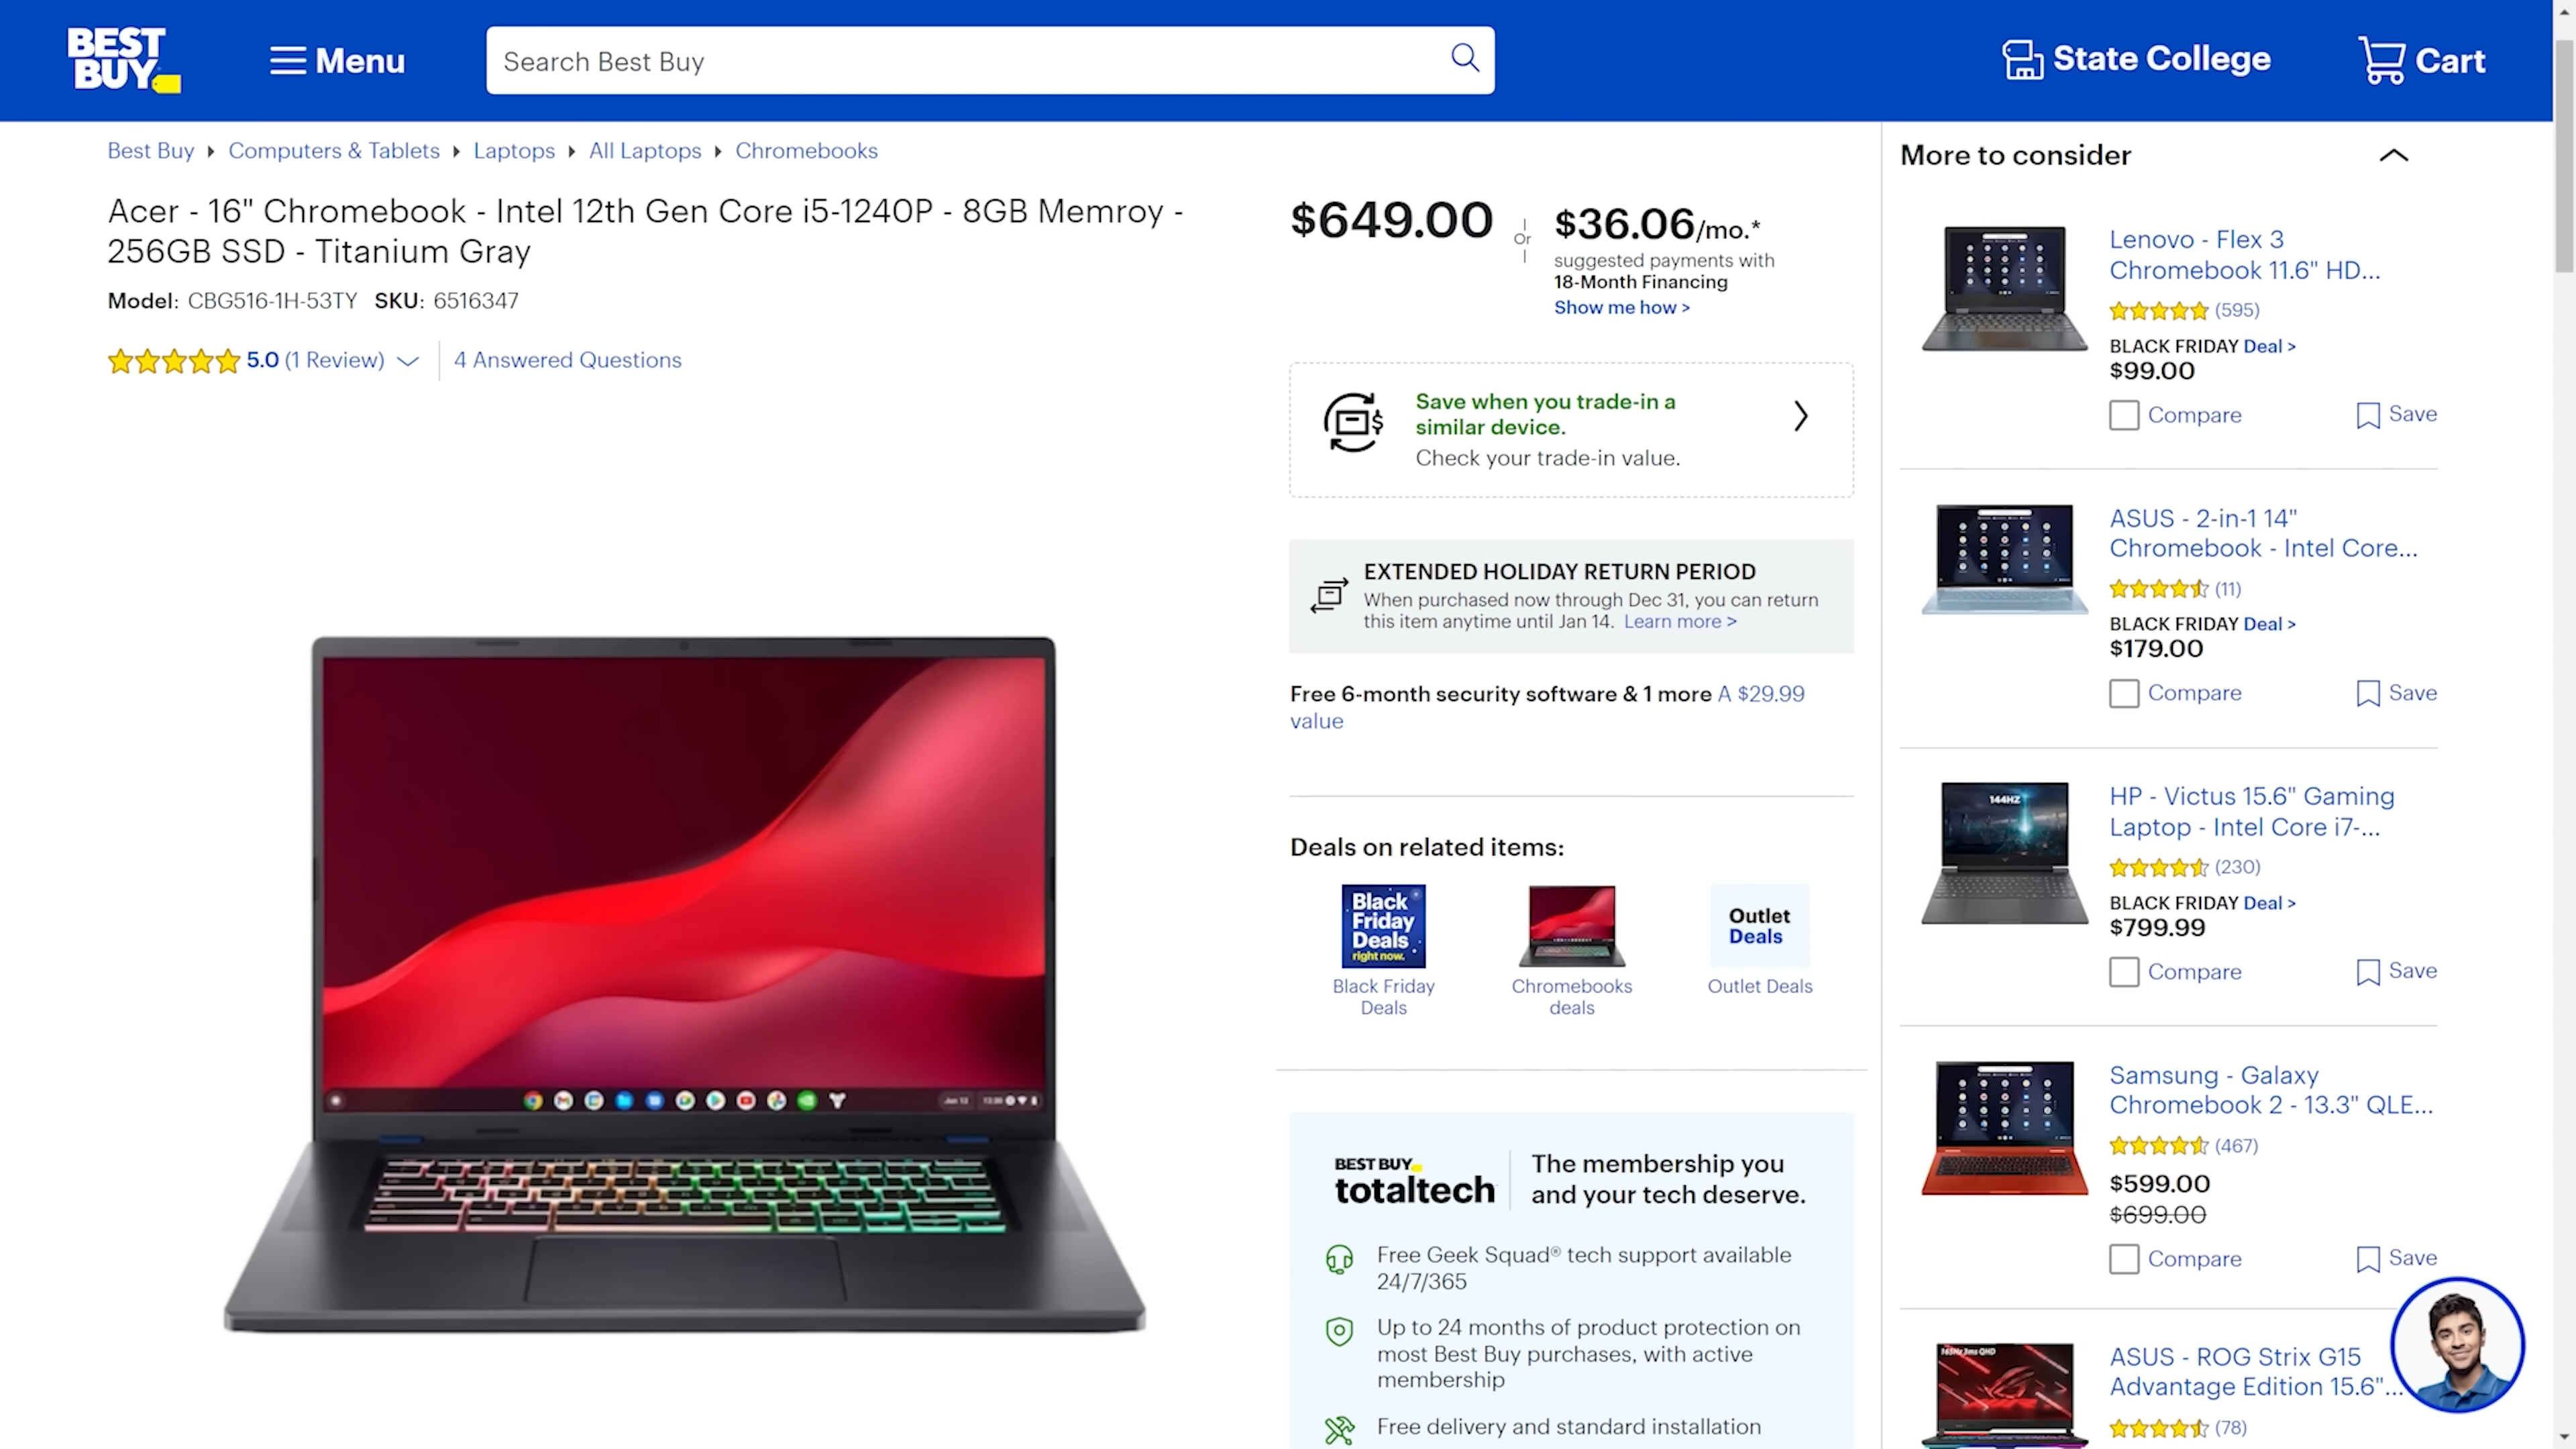 BEST BUY
Menu
Search Best Buy
State College
Cart
Best Buy
Computers & Tablets
Laptops
All Laptops
Chromebooks
Acer - 16" Chromebook - Intel 12th Gen Core i5-1240P - 8GB Memroy -
256GB SSD - Titanium Gray
Model: CBG516-1H-53TY SKU: 6516347
5.0 (1 Review)
4 Answered Questions
$649.00
Or
$36.06/mo.*
suggested payments with
18-Month Financing
Show me how >
Save when you trade-in a
similar device.
Check your trade-in value.
EXTENDED HOLIDAY RETURN PERIOD
When purchased now through Dec 31, you can return
this item anytime until Jan 14. Learn more >
Free 6-month security software & 1 more A $29.99
value
Deals on related items:
Black
Friday
Deals
right now.
Black Friday
Deals
Chromebooks
deals
Outlet
Deals
Outlet Deals
BEST BUY
totaltech
The membership you
and your tech deserve.
Free Geek Squad® tech support available
24/7/365
Up to 24 months of product protection on
most Best Buy purchases, with active
membership
Free delivery and standard installation
More to consider
Lenovo - Flex 3
Chromebook 11.6" HD...
(595)
BLACK FRIDAY Deal >
$99.00
Compare
Save
ASUS - 2-in-1 14"
Chromebook - Intel Core...
(11)
BLACK FRIDAY Deal >
$179.00
Compare
Save
144HZ
HP - Victus 15.6" Gaming
Laptop - Intel Core i7-...
(230)
BLACK FRIDAY Deal >
$799.99
Compare
Save
Samsung - Galaxy
Chromebook 2 - 13.3" QLE...
(467)
$599.00
$699.00
Compare
Save
165Hz 3ms QHD
ASUS - ROG Strix G15
Advantage Edition 15.6"...
(78)